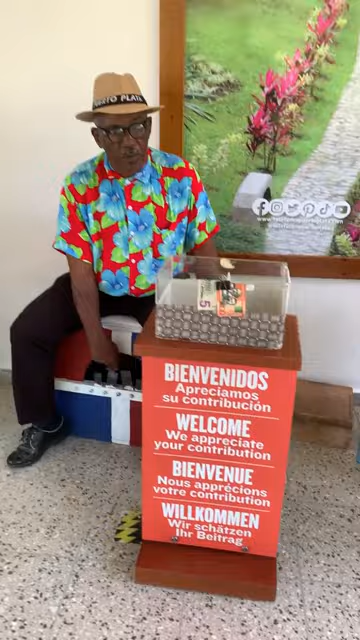 PUERTO PLATA
5
BIENVENIDOS
Apreciamos
su contribución
WELCOME
We appreciate
your contribution
BIENVENUE
Nous apprécions
votre contribution
WILLKOMMEN
Wir schätzen
Ihr Beitrag